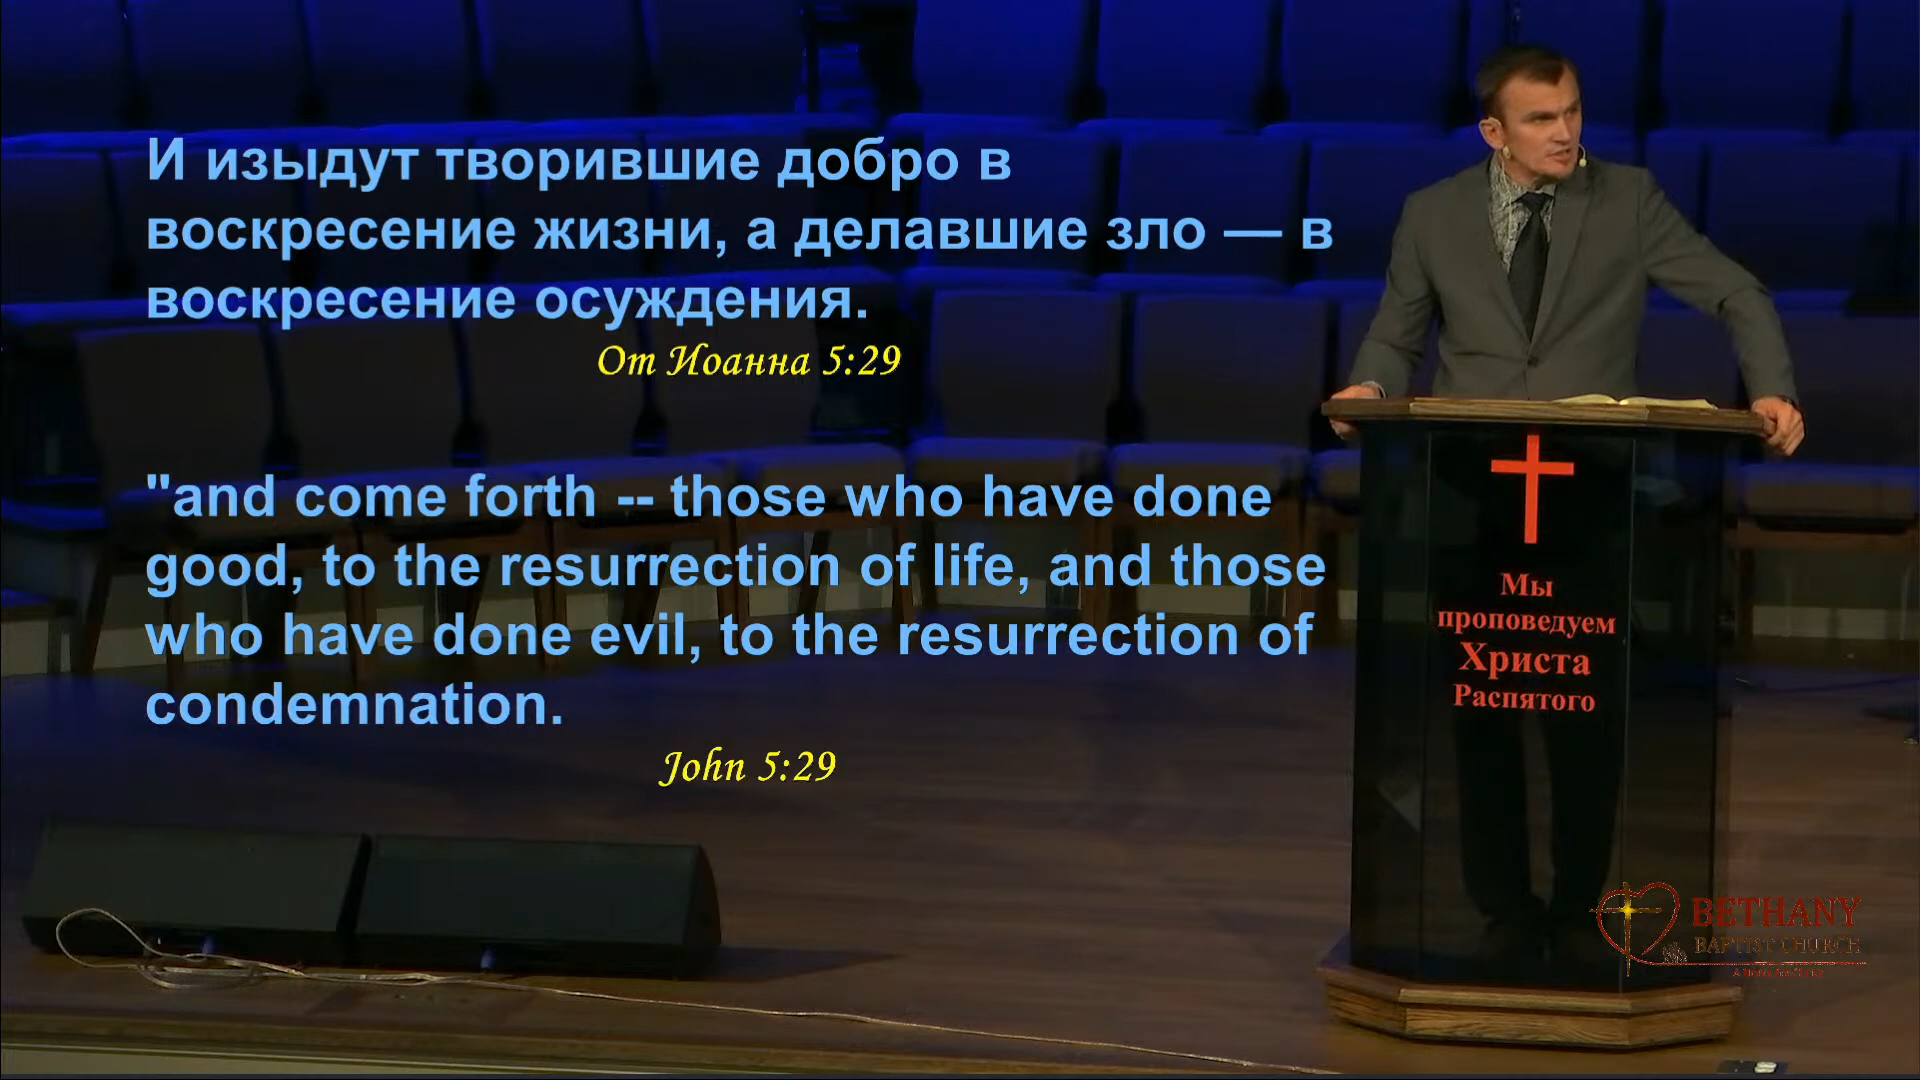 И изыдут творившие добро в
воскресение жизни, а делавшие зло — в
воскресение осуждения.
От Иоанна 5:29
"and come forth -- those who have done
good, to the resurrection of life, and those
who have done evil, to the resurrection of
condemnation.
John 5:29
Мы
проповедуем
Христа
Распятого
BETHANY
BAPTIST CHURCH